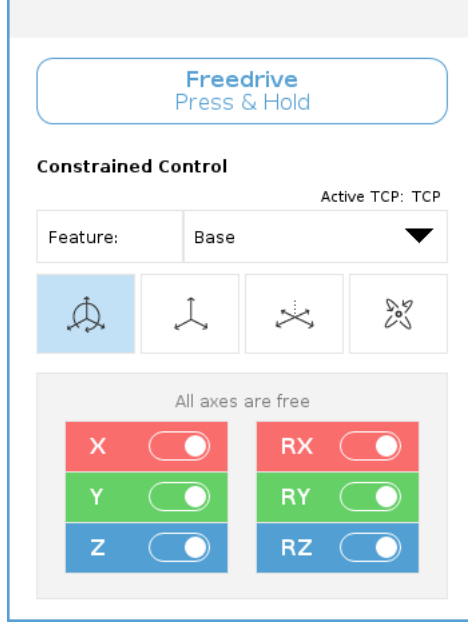 Freedrive
Press & Hold
Constrained Control
Active TCP: TCP
Feature: Base
All axes are free
X RX
Y RY
Z RZ